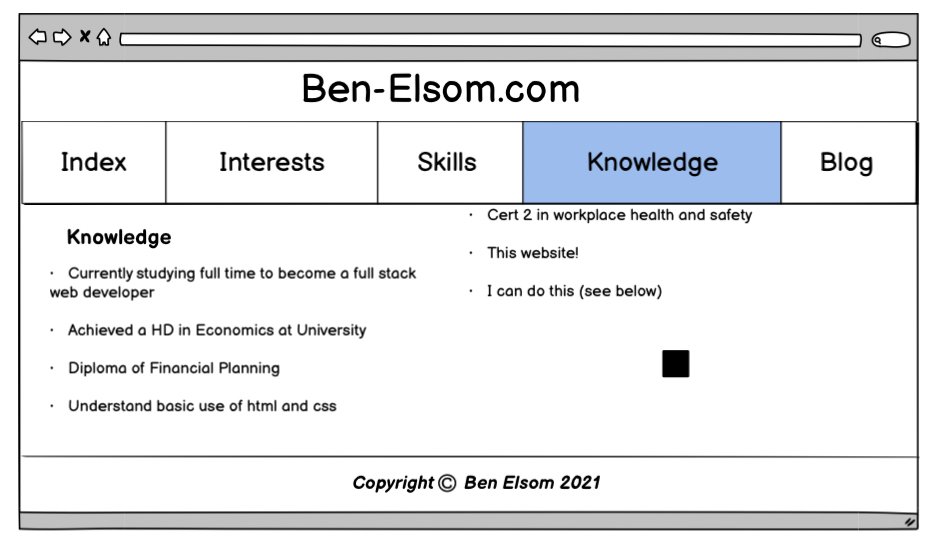 Ben-Elsom.com
Index
Interests
Skills
Knowledge
Blog
Knowledge
· Currently studying full time to become a full stack
web developer
· Achieved a HD in Economics at University
· Diploma of Financial Planning
· Understand basic use of html and css
· Cert 2 in workplace health and safety
· This website!
· I can do this (see below)
Copyright © Ben Elsom 2021